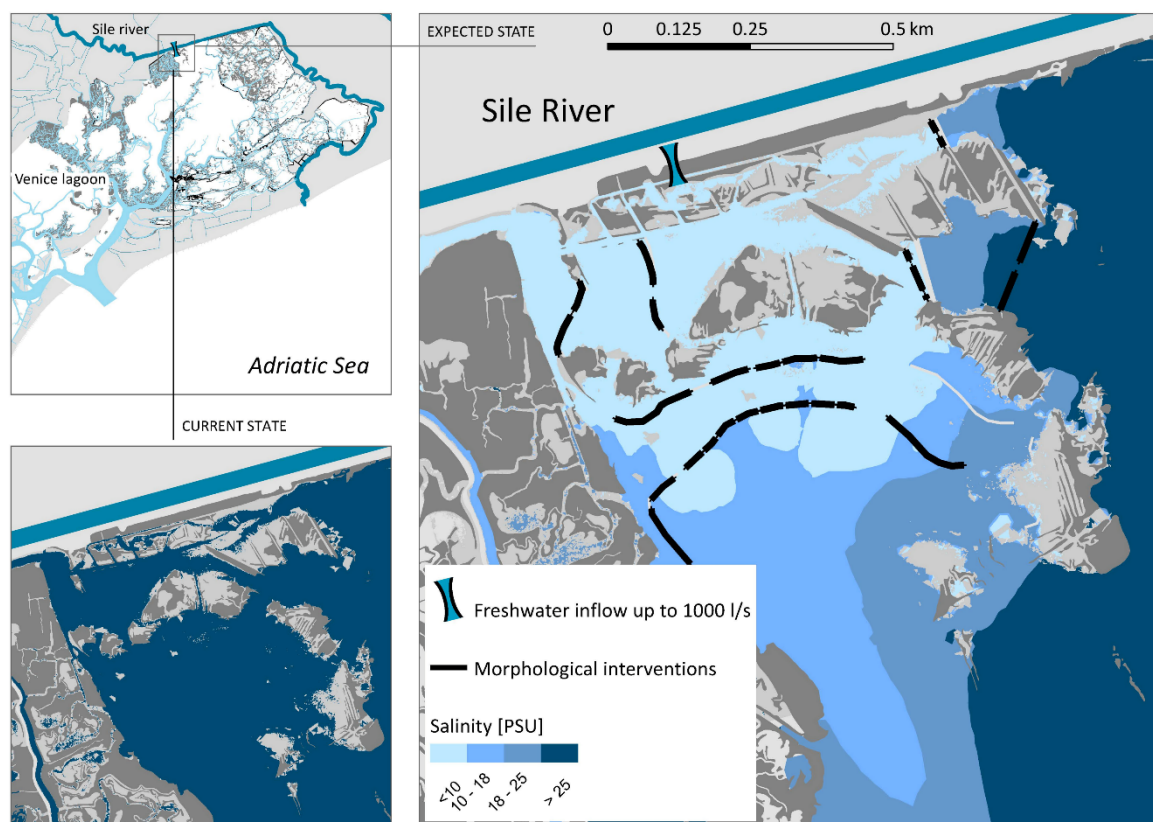 Sile river
Venice lagoon
Adriatic Sea
CURRENT STATE
EXPECTED STATE
0 0.125 0.25 0.5 km
Sile River
Freshwater inflow up to 1000 l/s
Morphological interventions
Salinity [PSU]
<10 10 - 18 18 - 25 > 25